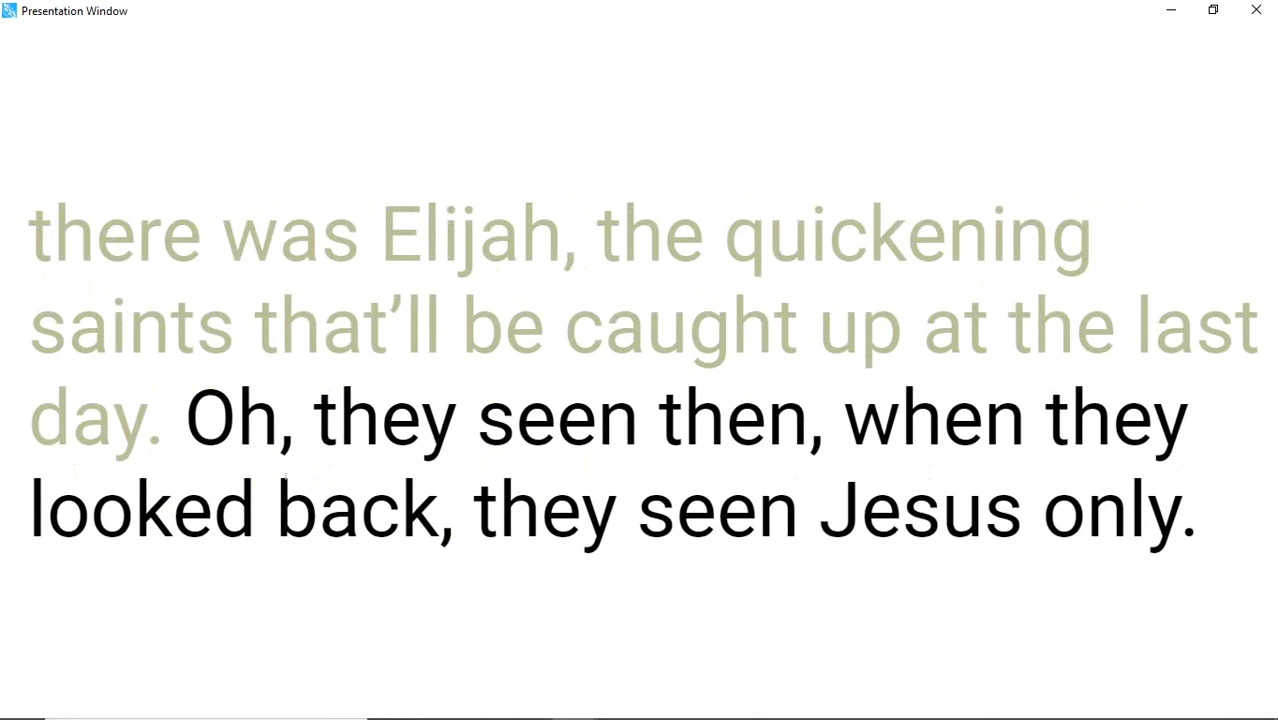 Presentation Window
there was Elijah, the quickening
saints that’ll be caught up at the last
day. Oh, they seen then, when they
looked back, they seen Jesus only.